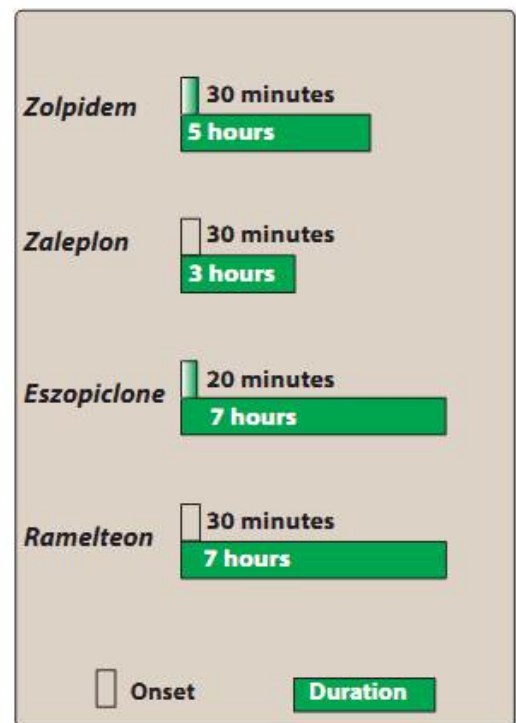 Zolpidem
30 minutes
5 hours
Zaleplon
30 minutes
3 hours
Eszopiclone
20 minutes
7 hours
Ramelteon
30 minutes
7 hours
Onset
Duration